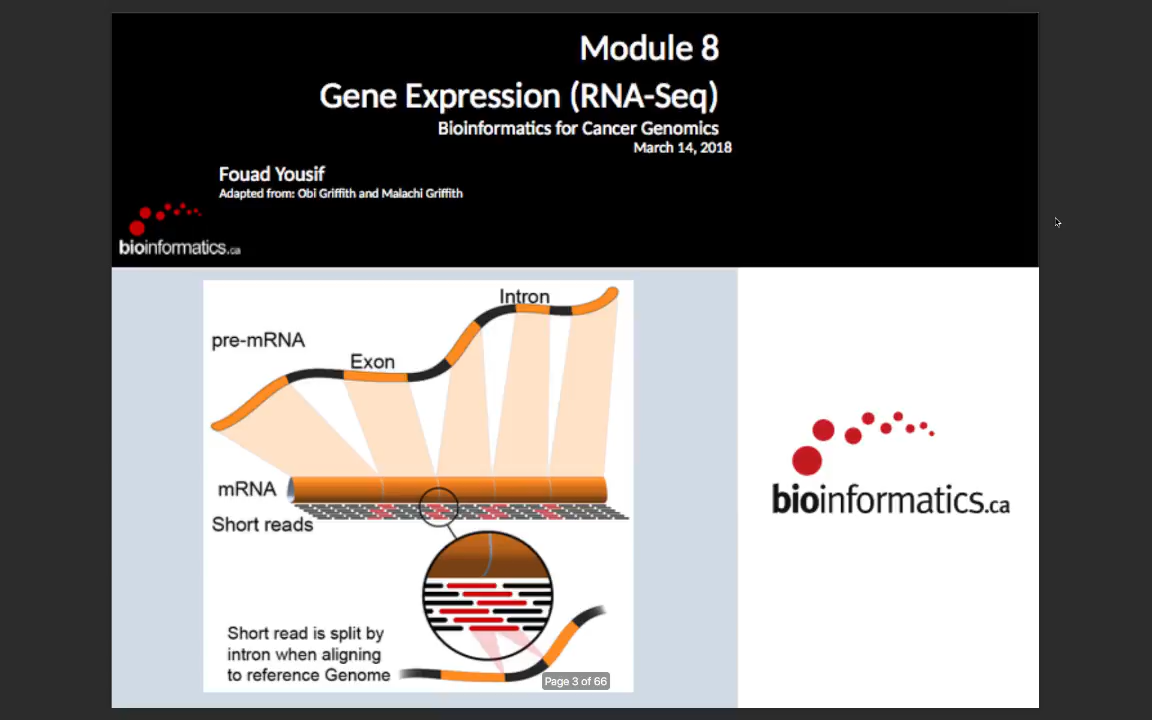 Module 8
Gene Expression (RNA-Seq)
Bioinformatics for Cancer Genomics
March 14, 2018
Fouad Yousif
Adapted from: Obi Griffith and Malachi Griffith
bioinformatics.ca
Intron
pre-mRNA
Exon
mRNA
Short reads
bioinformatics.ca
Short read is split by
intron when aligning
to reference Genome
Page 3 of 66